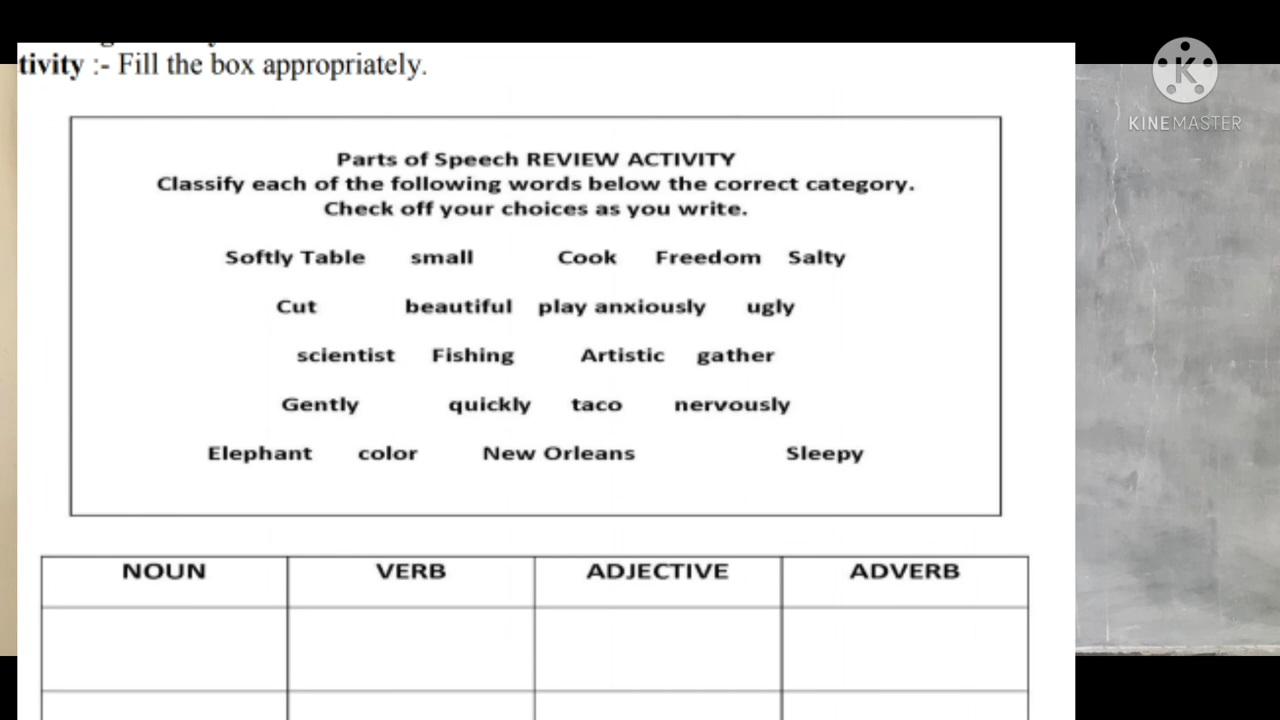 tivity :- Fill the box appropriately.
Parts of Speech REVIEW ACTIVITY
Classify each of the following words below the correct category.
Check off your choices as you write.
Softly Table small Cook Freedom Salty
Cut beautiful play anxiously ugly
scientist Fishing Artistic gather
Gently quickly taco nervously
Elephant color New Orleans Sleepy
NOUN VERB ADJECTIVE ADVERB
K
KINEMASTER